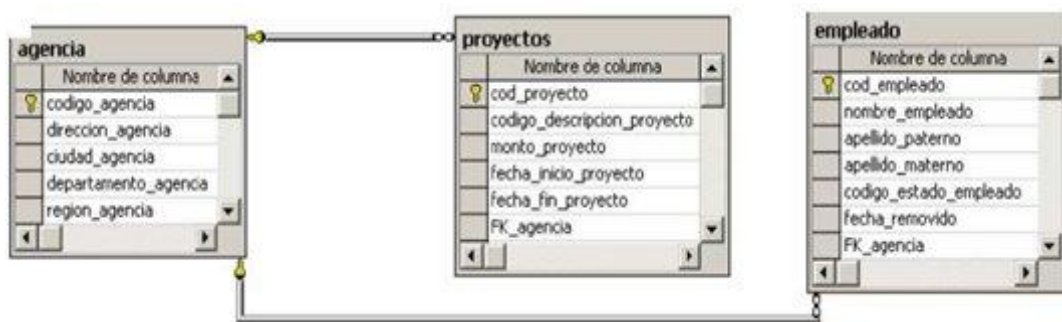 agencia
Nombre de columna
codigo_agencia
direccion_agencia
ciudad_agencia
departamento_agencia
region_agencia
proyectos
Nombre de columna
cod_proyecto
codigo_descripcion_proyecto
monto_proyecto
fecha_inicio_proyecto
fecha_fin_proyecto
FK_agencia
empleado
Nombre de columna
cod_empleado
nombre_empleado
apellido_paterno
apellido_materno
codigo_estado_empleado
fecha_removido
FK_agencia